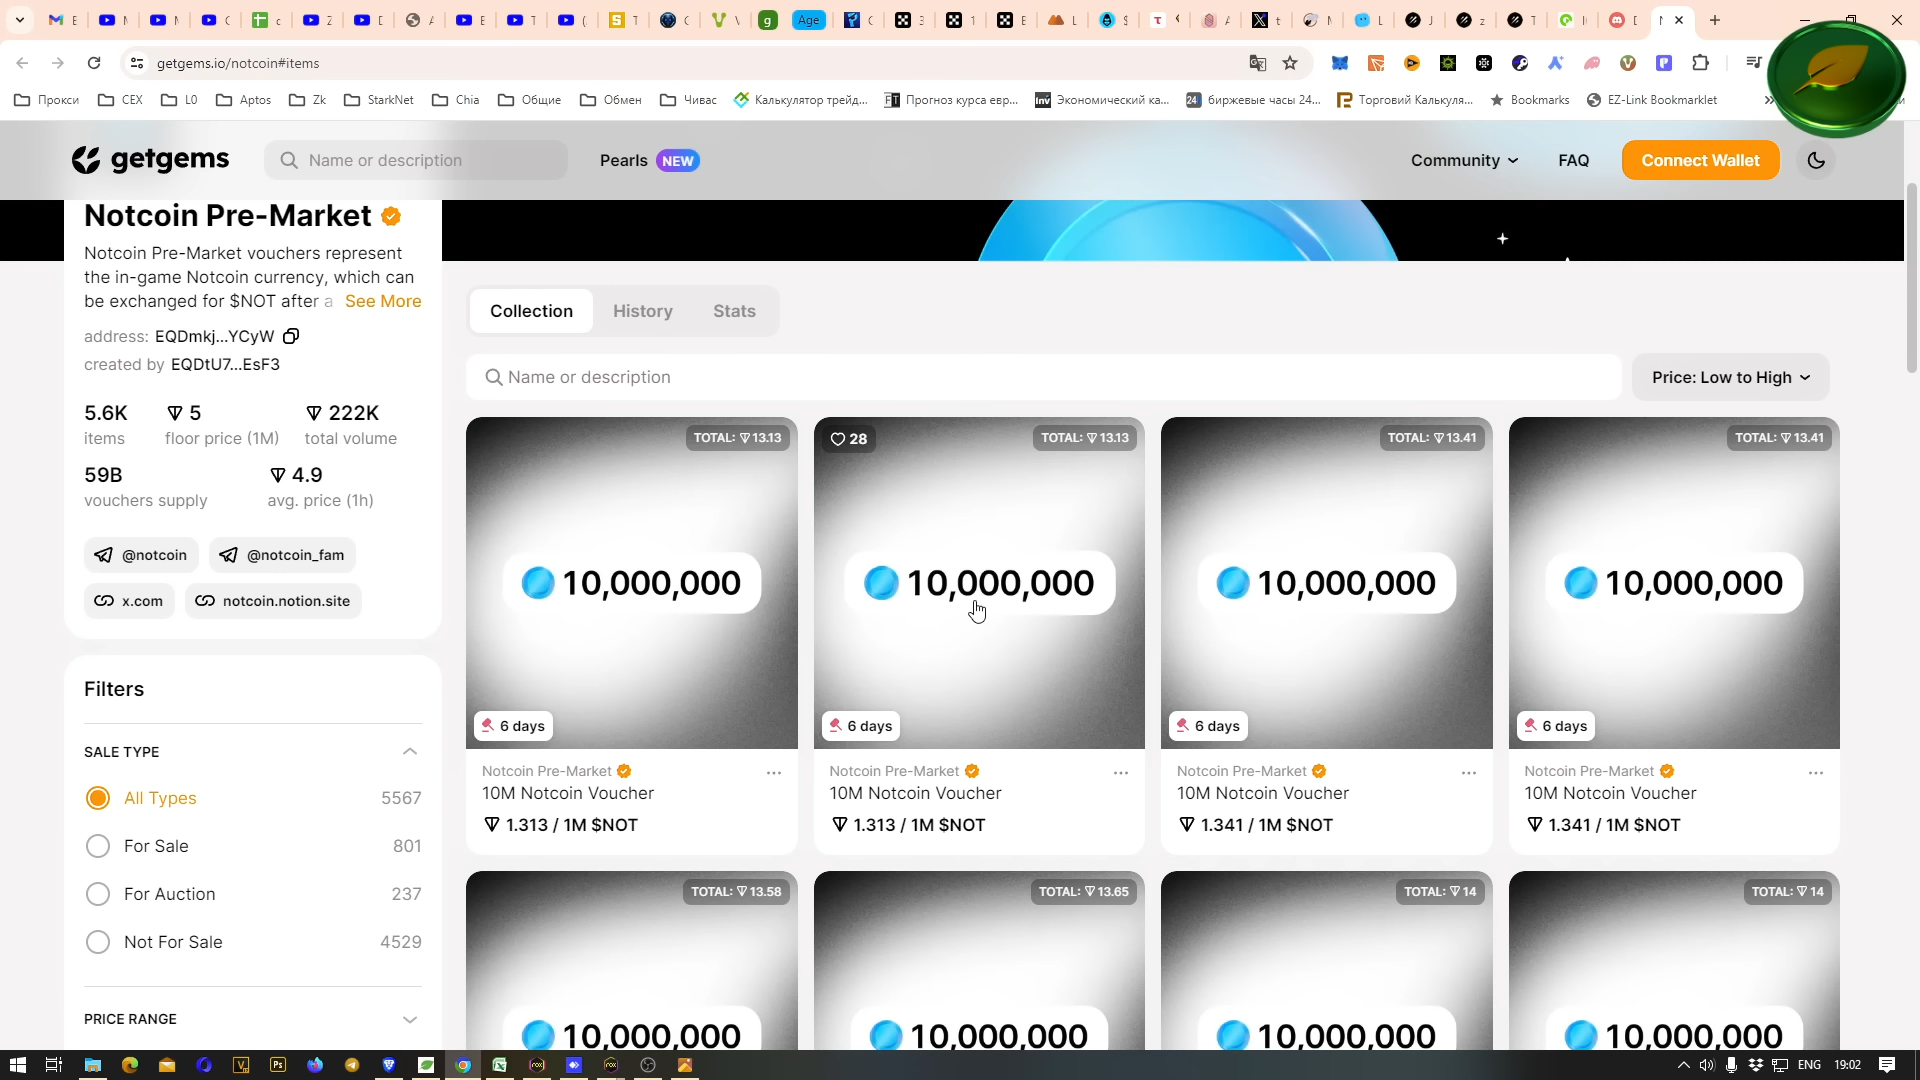 Age
getgems.io/notcoin#items
Прокси
CEX
L0
Aptos
Zk
StarkNet
Chia
Общие
Обмен
Чивас
Калькулятор трейд...
Прогноз курса евр...
Экономический ка...
биржевые часы 24...
Торговий Калькуля...
Bookmarks
EZ-Link Bookmarklet
getgems
Name or description
Pearls NEW
Community
FAQ
Connect Wallet
Notcoin Pre-Market
Notcoin Pre-Market vouchers represent
the in-game Notcoin currency, which can
be exchanged for $NOT after a See More
address: EQDmkj...YCyW
created by EQDtU7...EsF3
5.6K
items
5
floor price (1M)
222K
total volume
59B
vouchers supply
4.9
avg. price (1h)
@notcoin
@notcoin_fam
x.com
notcoin.notion.site
Filters
SALE TYPE
All Types 5567
For Sale 801
For Auction 237
Not For Sale 4529
PRICE RANGE
Collection
History
Stats
Name or description
Price: Low to High
TOTAL: 13.13
10,000,000
6 days
Notcoin Pre-Market
10M Notcoin Voucher
1.313 / 1M $NOT
28
TOTAL: 13.13
10,000,000
6 days
Notcoin Pre-Market
10M Notcoin Voucher
1.313 / 1M $NOT
TOTAL: 13.41
10,000,000
6 days
Notcoin Pre-Market
10M Notcoin Voucher
1.341 / 1M $NOT
TOTAL: 13.41
10,000,000
6 days
Notcoin Pre-Market
10M Notcoin Voucher
1.341 / 1M $NOT
TOTAL: 13.58
10,000,000
TOTAL: 13.65
10,000,000
TOTAL: 14
10,000,000
TOTAL: 14
10,000,000
ENG
19:02